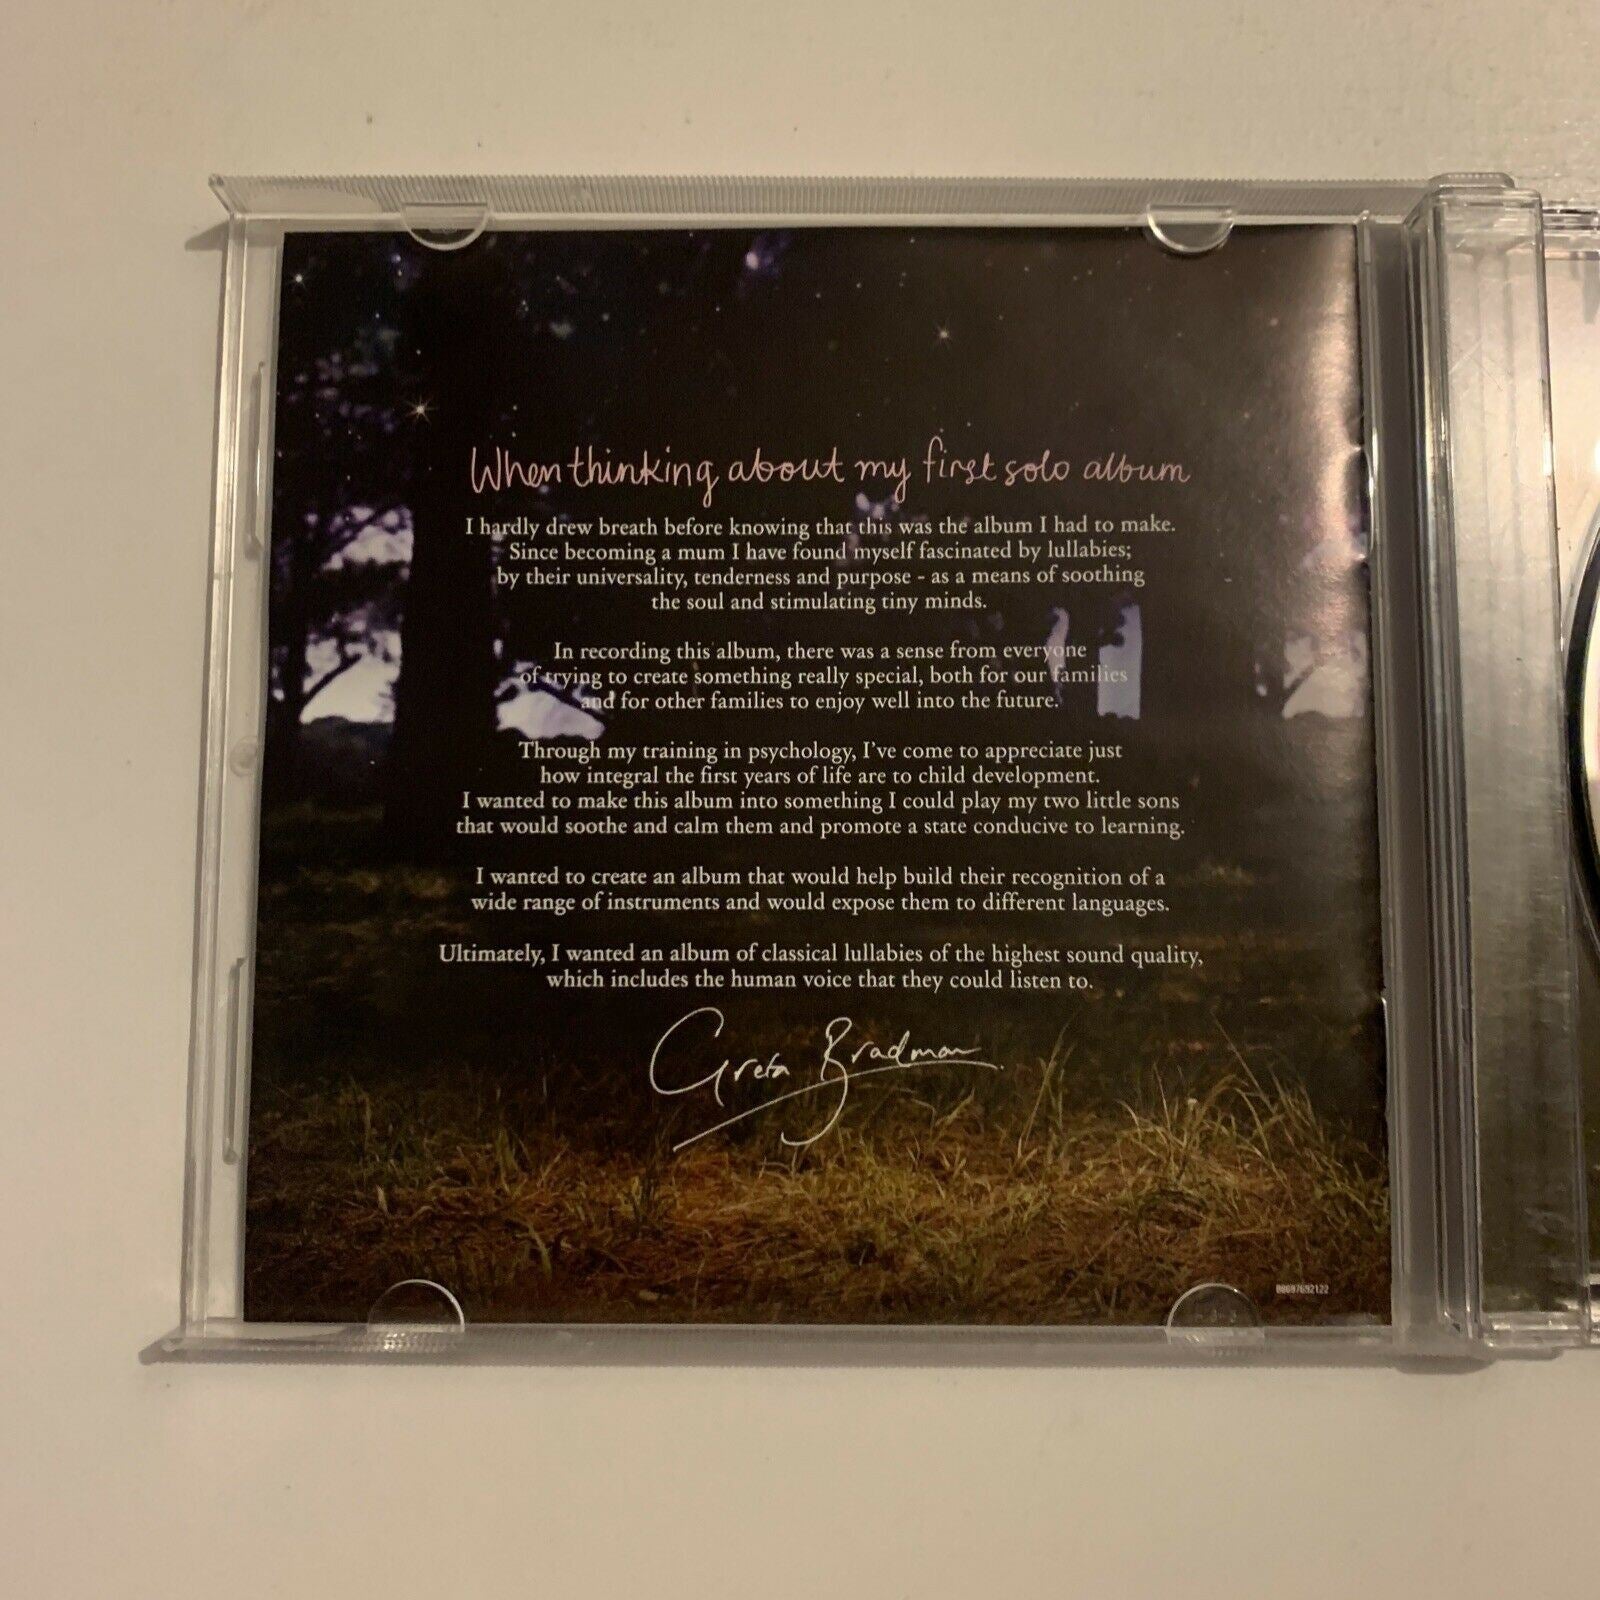 When thinking about my first solo album
I hardly drew breath before knowing that this was the album I had to make.
Since becoming a mum I have found myself fascinated by lullabies;
by their universality, tenderness and purpose - as a means of soothing
the soul and stimulating tiny minds.
In recording this album, there was a sense from everyone
of trying to create something really special, both for our families
and for other families to enjoy well into the future.
Through my training in psychology, I've come to appreciate just
how integral the first years of life are to child development.
I wanted to make this album into something I could play my two little sons
that would soothe and calm them and promote a state conducive to learning.
I wanted to create an album that would help build their recognition of a
wide range of instruments and would expose them to different languages.
Ultimately, I wanted an album of classical lullabies of the highest sound quality,
which includes the human voice that they could listen to.
Greta Bradman
88697692122